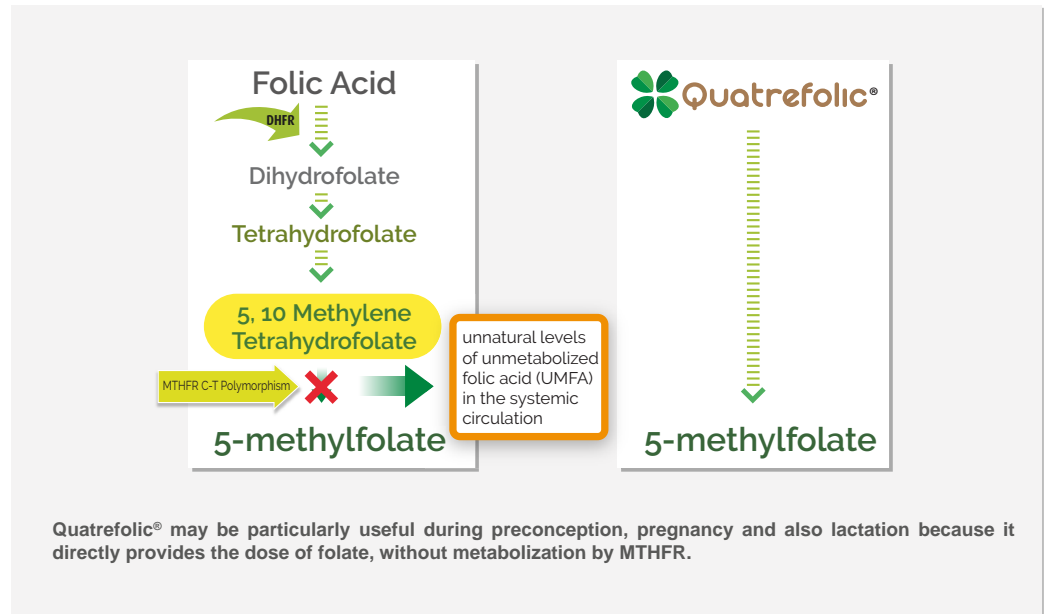 Folic Acid
DHFR
Dihydrofolate
Tetrahydrofolate
5, 10 Methylene
Tetrahydrofolate
MTHFR C-T Polymorphism
unnatural levels
of unmetabolized
folic acid (UMFA)
in the systemic
circulation
5-methylfolate
Quatrefolic®
5-methylfolate
Quatrefolic® may be particularly useful during preconception, pregnancy and also lactation because it
directly provides the dose of folate, without metabolization by MTHFR.